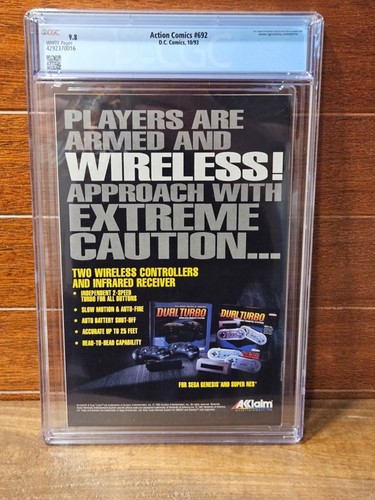 CGC
9.8
WHITE Pages
4292370016
Action Comics #692
D.C. Comics, 10/93
PLAYERS ARE
ARMED AND
WIRELESS!
APPROACH WITH
EXTREME
CAUTION...
TWO WIRELESS CONTROLLERS
AND INFRARED RECEIVER
• INDEPENDENT 2-SPEED
TURBO FOR ALL BUTTONS
• SLOW MOTION & AUTO-FIRE
• AUTO BATTERY SHUT-OFF
• ACCURATE UP TO 25 FEET
• HEAD-TO-HEAD CAPABILITY
DUAL TURBO
DUAL TURBO
FOR SEGA GENESIS AND SUPER NES
AKKlaim